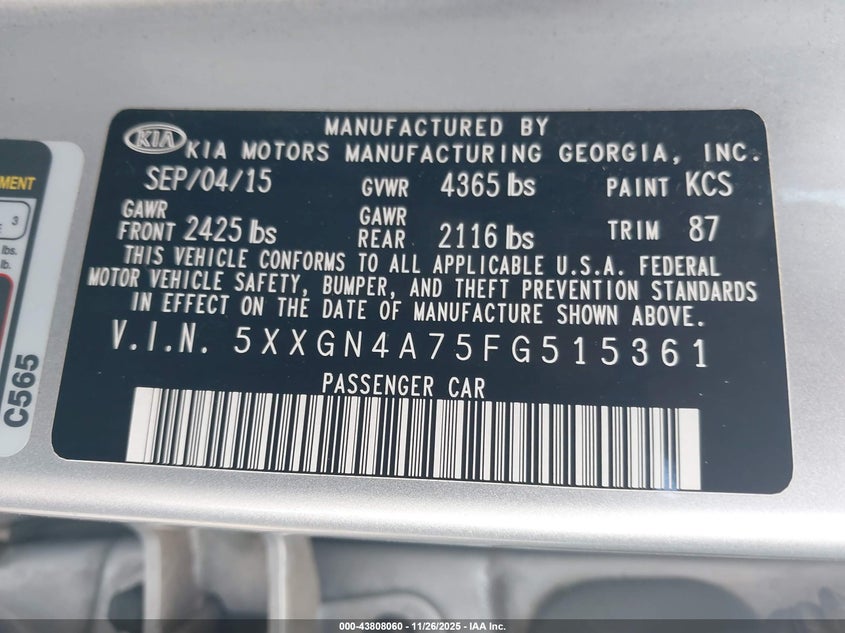 KIA
MANUFACTURED BY
KIA MOTORS MANUFACTURING GEORGIA, INC.
SEP/04/15 GVWR 4365 lbs PAINT KCS
GAWR FRONT 2425 lbs GAWR REAR 2116 lbs TRIM 87
THIS VEHICLE CONFORMS TO ALL APPLICABLE U.S.A. FEDERAL
MOTOR VEHICLE SAFETY, BUMPER, AND THEFT PREVENTION STANDARDS
IN EFFECT ON THE DATE OF MANUFACTURE SHOWN ABOVE.
V.I.N. 5XXGN4A75FG515361
PASSENGER CAR
3
lbs.
lb.
C565
000-43808060 - 11/26/2025 - IAA Inc.